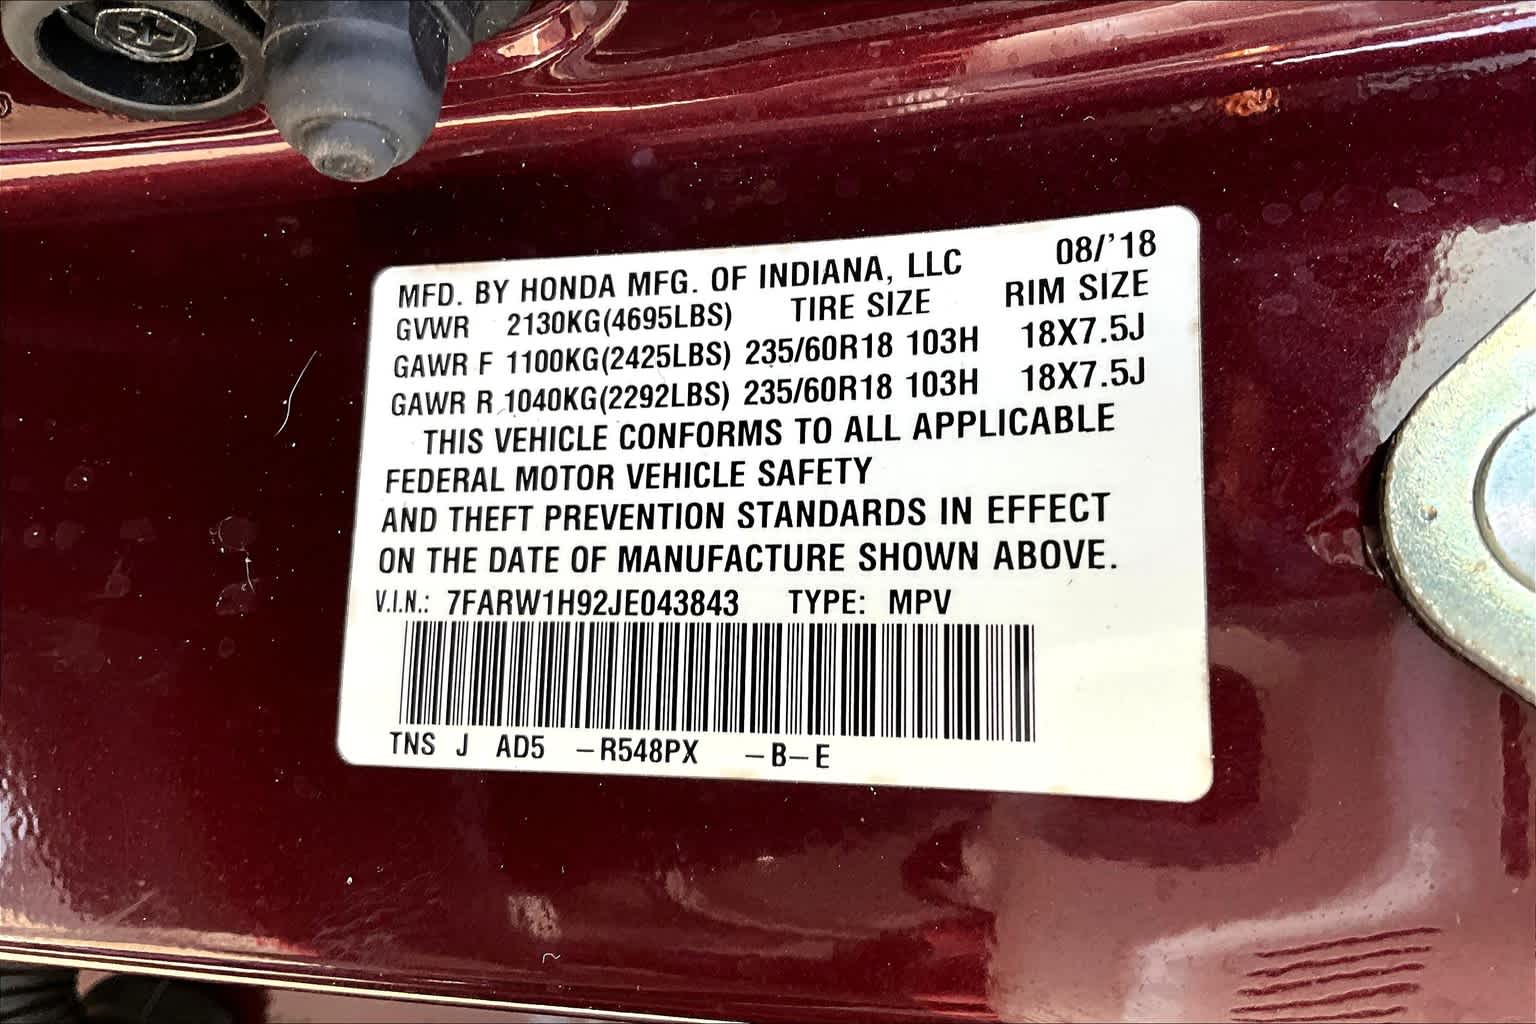 MFD. BY HONDA MFG. OF INDIANA, LLC 08/'18
GVWR 2130KG(4695LBS) TIRE SIZE RIM SIZE
GAWR F 1100KG(2425LBS) 235/60R18 103H 18X7.5J
GAWR R 1040KG(2292LBS) 235/60R18 103H 18X7.5J
THIS VEHICLE CONFORMS TO ALL APPLICABLE
FEDERAL MOTOR VEHICLE SAFETY
AND THEFT PREVENTION STANDARDS IN EFFECT
ON THE DATE OF MANUFACTURE SHOWN ABOVE.
V.I.N.: 7FARW1H92JE043843 TYPE: MPV
TNS J AD5 –R548PX –B–E